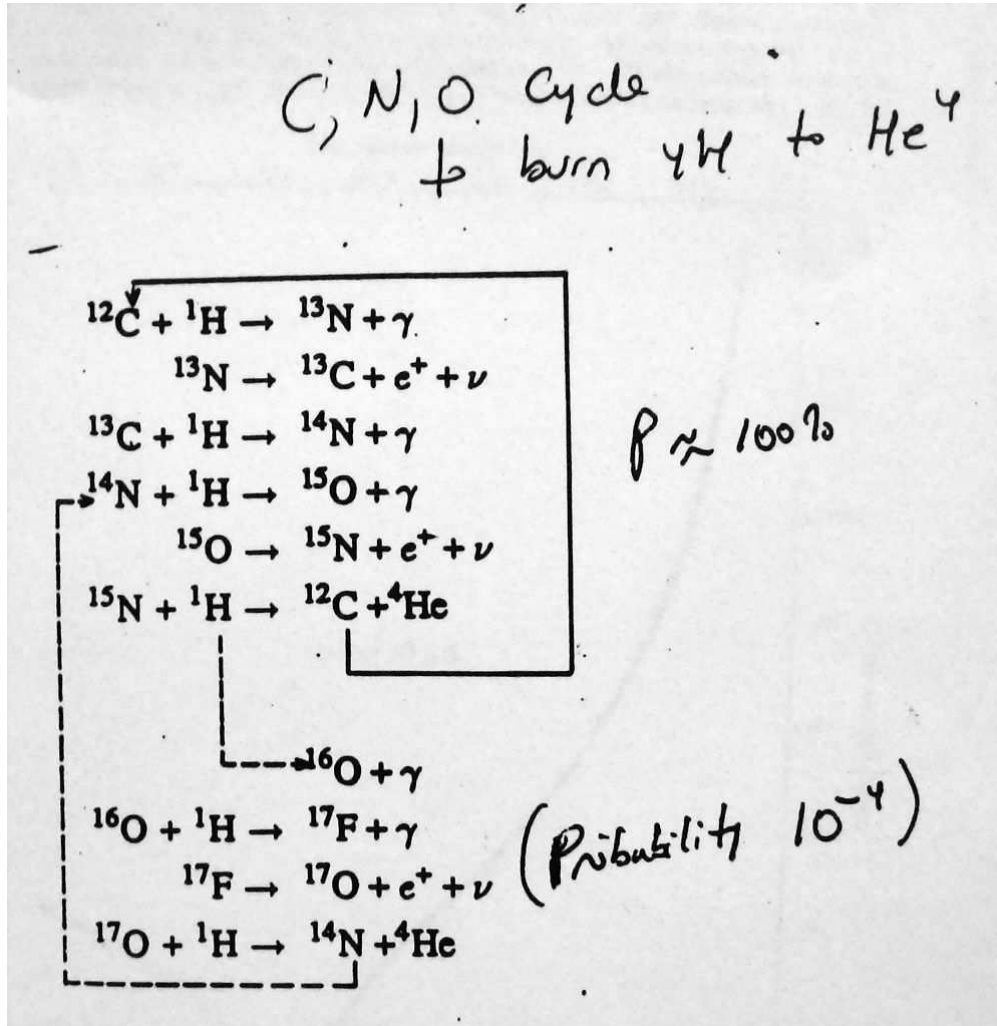 C, N, O. Cycle
to burn 4H to He⁴
¹²C + ¹H → ¹³N + γ
¹³N → ¹³C + e⁺ + ν
¹³C + ¹H → ¹⁴N + γ
P ≈ 100%
¹⁴N + ¹H → ¹⁵O + γ
¹⁵O → ¹⁵N + e⁺ + ν
¹⁵N + ¹H → ¹²C + ⁴He
¹⁶O + γ
¹⁶O + ¹H → ¹⁷F + γ
(Probability 10⁻⁴)
¹⁷F → ¹⁷O + e⁺ + ν
¹⁷O + ¹H → ¹⁴N + ⁴He